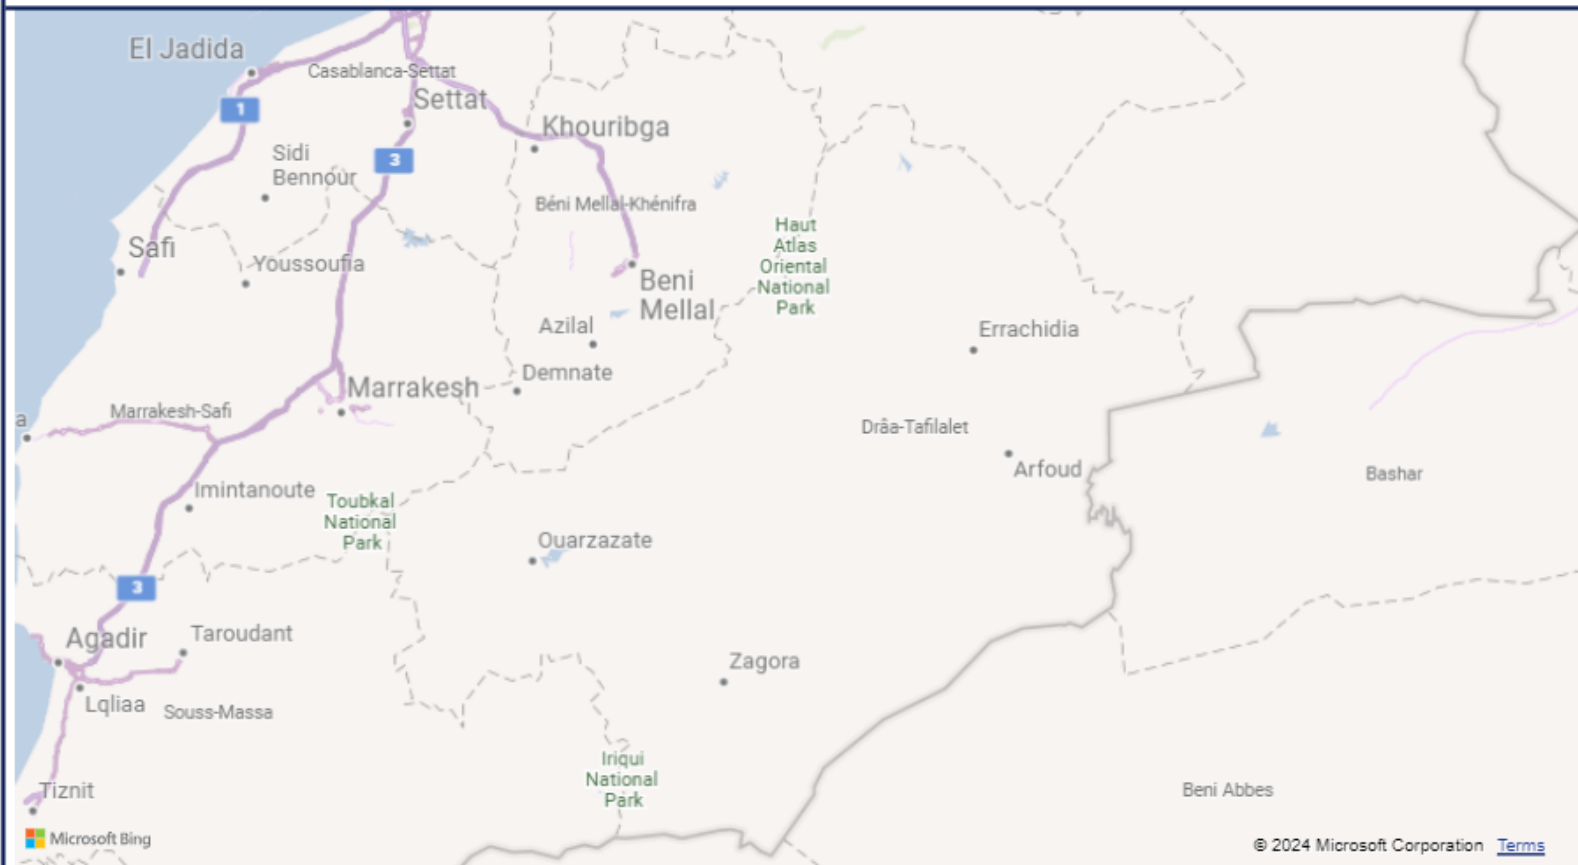 El Jadida
Casablanca-Settat
Settat
1
Khouribga
Sidi
Bennour
3
Béni Mellal-Khénifra
Haut
Atlas
Oriental
National
Park
Safi
Youssoufia
Beni
Mellal
Azilal
Errachidia
Demnate
Marrakesh
a
Marrakesh-Safi
Drâa-Tafilalet
Arfoud
Bashar
Imintanoute
Toubkal
National
Park
Ouarzazate
3
Agadir
Taroudant
Zagora
Lqliaa
Souss-Massa
Iriqui
National
Park
Tiznit
Beni Abbes
Microsoft Bing
© 2024 Microsoft Corporation Terms